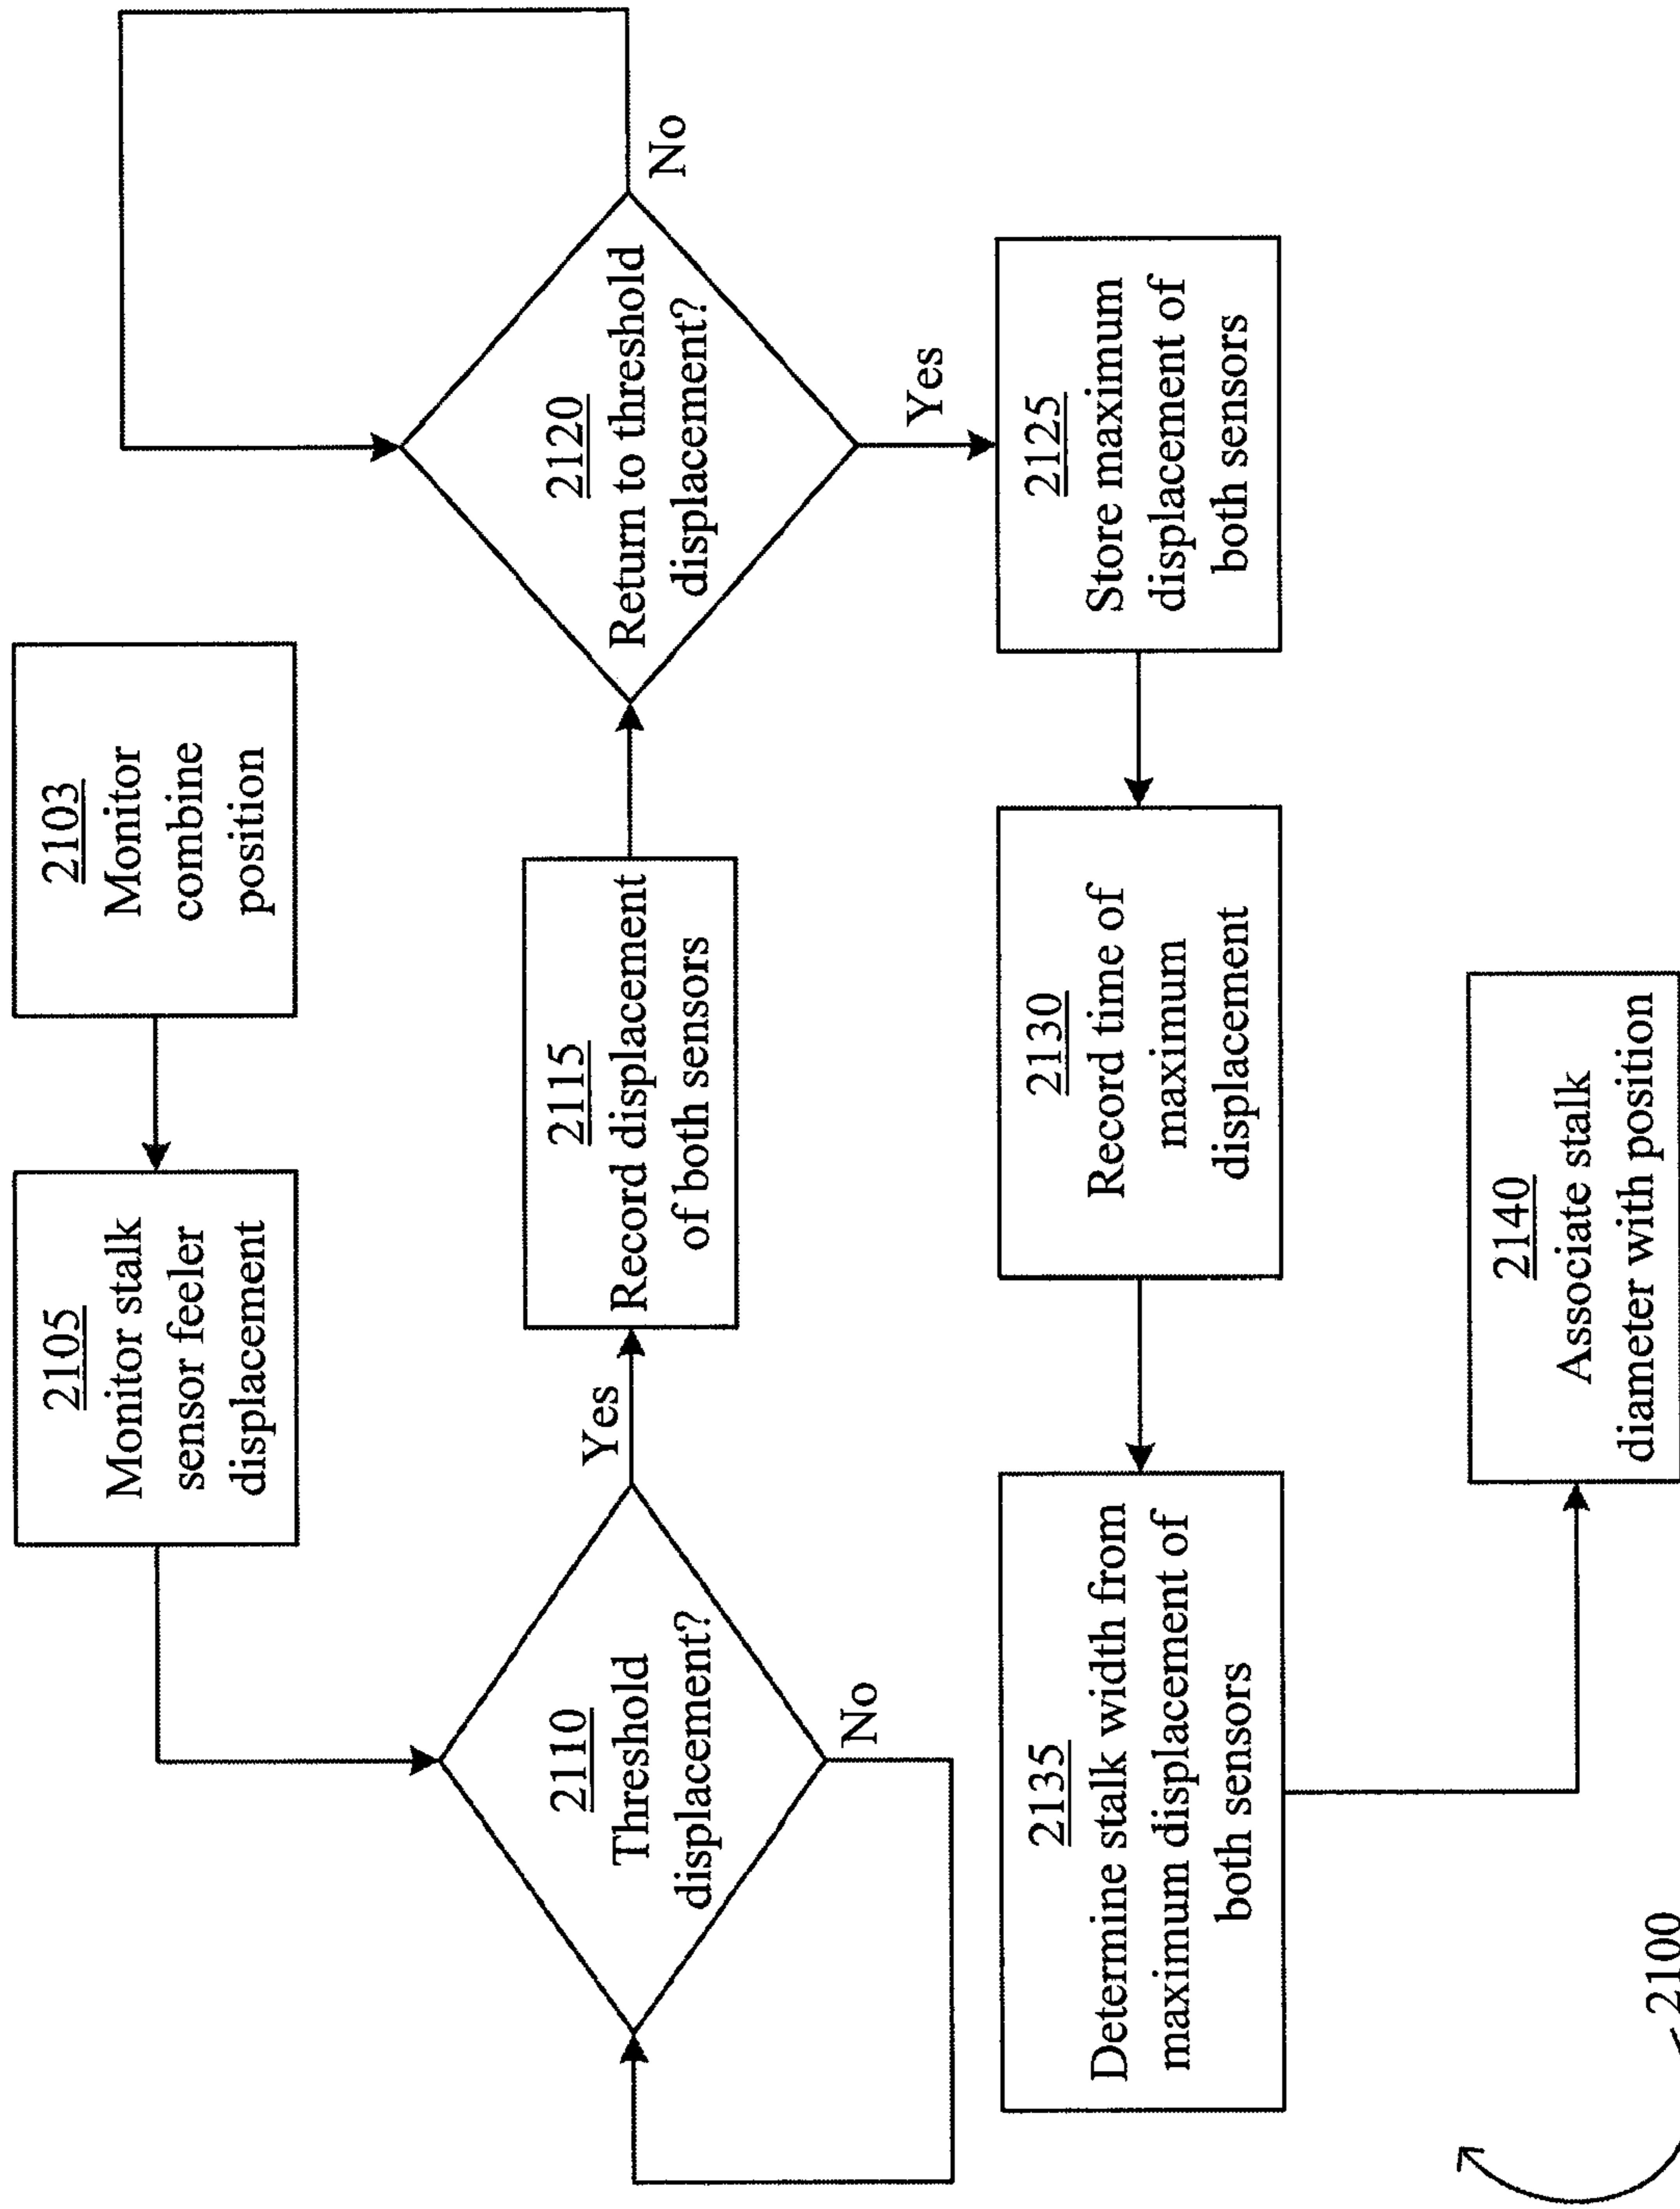 2103
Monitor
combine
position
2105
Monitor stalk
sensor feeler
displacement
2110
Threshold
displacement?
No
Yes
2115
Record displacement
of both sensors
2120
Return to threshold
displacement?
No
Yes
2125
Store maximum
displacement of
both sensors
2130
Record time of
maximum
displacement
2135
Determine stalk width from
maximum displacement of
both sensors
2140
Associate stalk
diameter with position
2100